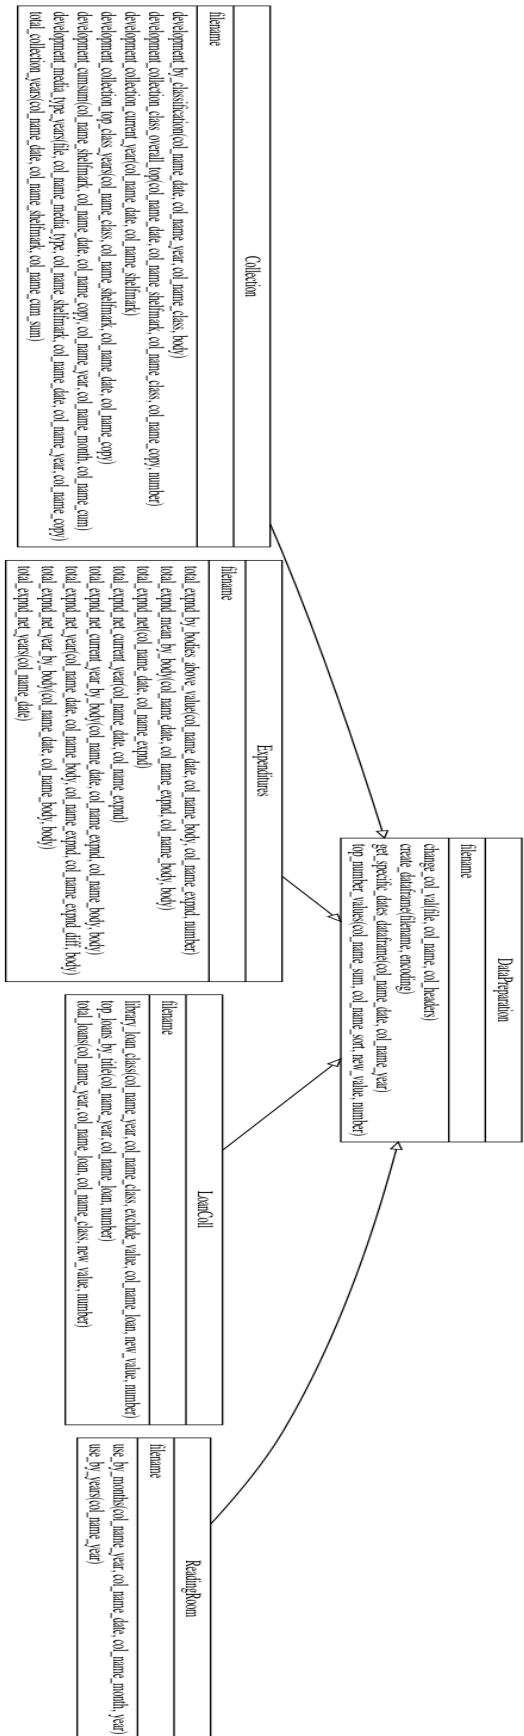 DataPreparation
filename
change_col_val(file, col_name, col_headers)
create_dataframe(filename, encoding)
get_specific_dates_dataframe(col_name_date, col_name_year)
top_number_values(col_name_sum, col_name_sort, new_value, number)
Collection
filename
development_by_classification(col_name_date, col_name_year, col_name_class, body)
development_collection_class_overall_top(col_name_date, col_name_shelfmark, col_name_class, col_name_copy, number)
development_collection_current_year(col_name_date, col_name_shelfmark)
development_collection_top_class_years(col_name_class, col_name_shelfmark, col_name_date, col_name_copy)
development_cumsum(col_name_shelfmark, col_name_date, col_name_copy, col_name_year, col_name_month, col_name_cum)
development_media_type_years(file, col_name_media_type, col_name_shelfmark, col_name_date, col_name_year, col_name_copy)
total_collection_years(col_name_date, col_name_shelfmark, col_name_cum_sum)
Expenditures
filename
total_expnd_by_bodies_above_value(col_name_date, col_name_body, col_name_expnd, number)
total_expnd_mean_by_body(col_name_date, col_name_expnd, col_name_body, body)
total_expnd_net(col_name_date, col_name_expnd)
total_expnd_net_current_year(col_name_date, col_name_expnd)
total_expnd_net_current_year_by_body(col_name_date, col_name_expnd, col_name_body, body)
total_expnd_net_year(col_name_date, col_name_body, col_name_expnd, col_name_expnd_diff, body)
total_expnd_net_year_by_body(col_name_date, col_name_body, body)
total_expnd_net_years(col_name_date)
LoanColl
filename
library_loan_class(col_name_year, col_name_class, exclude_value, col_name_loan, new_value, number)
top_loans_by_title(col_name_year, col_name_loan, number)
total_loans(col_name_year, col_name_loan, col_name_class, new_value, number)
ReadingRoom
filename
use_by_months(col_name_year, col_name_date, col_name_month, year)
use_by_years(col_name_year)